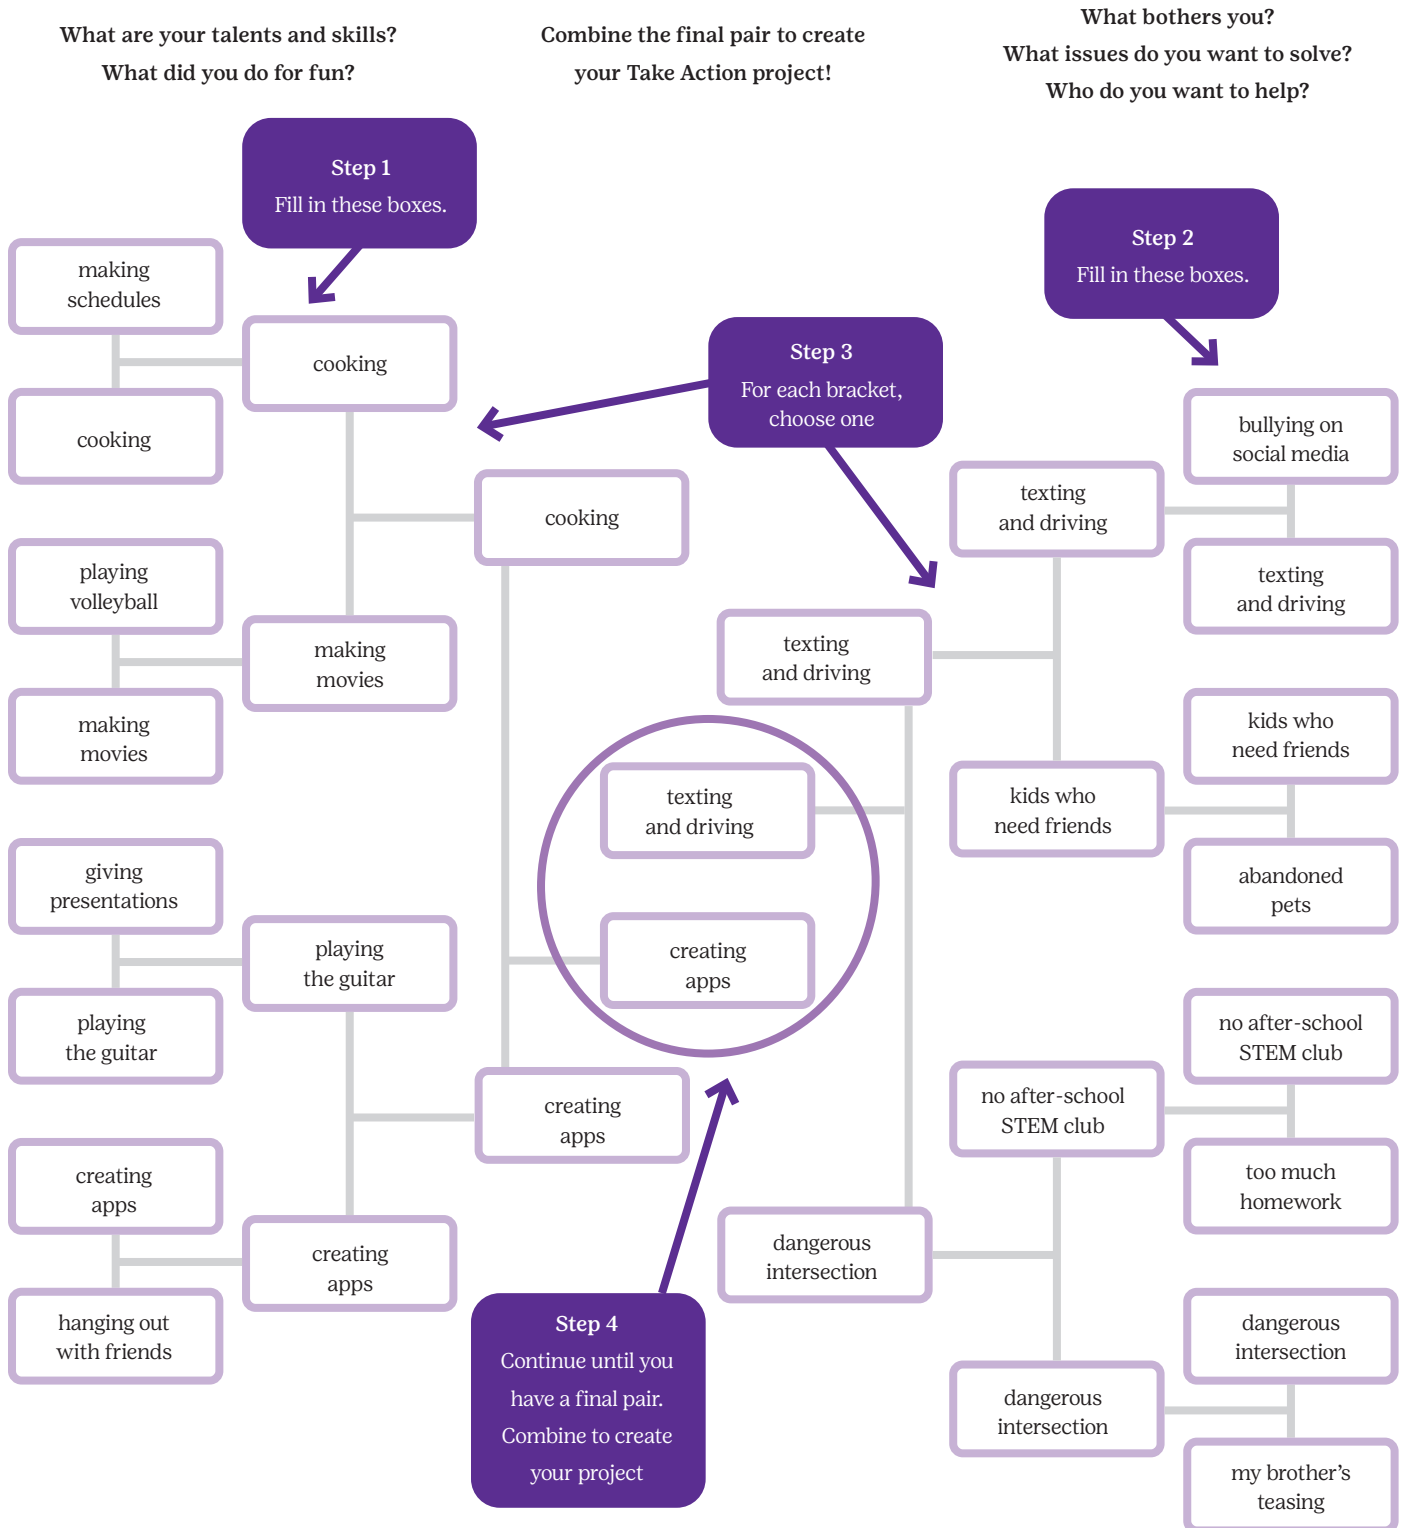 What are your talents and skills?
What did you do for fun?
Combine the final pair to create
your Take Action project!
What bothers you?
What issues do you want to solve?
Who do you want to help?
Step 1
Fill in these boxes.
making
schedules
cooking
cooking
playing
volleyball
making
movies
making
movies
cooking
giving
presentations
playing
the guitar
playing
the guitar
creating
apps
hanging out
with friends
creating
apps
creating
apps
Step 3
For each bracket,
choose one
texting
and driving
creating
apps
Step 4
Continue until you
have a final pair.
Combine to create
your project
Step 2
Fill in these boxes.
bullying on
social media
texting
and driving
texting
and driving
texting
and driving
kids who
need friends
kids who
need friends
abandoned
pets
no after-school
STEM club
no after-school
STEM club
too much
homework
dangerous
intersection
dangerous
intersection
dangerous
intersection
my brother’s
teasing